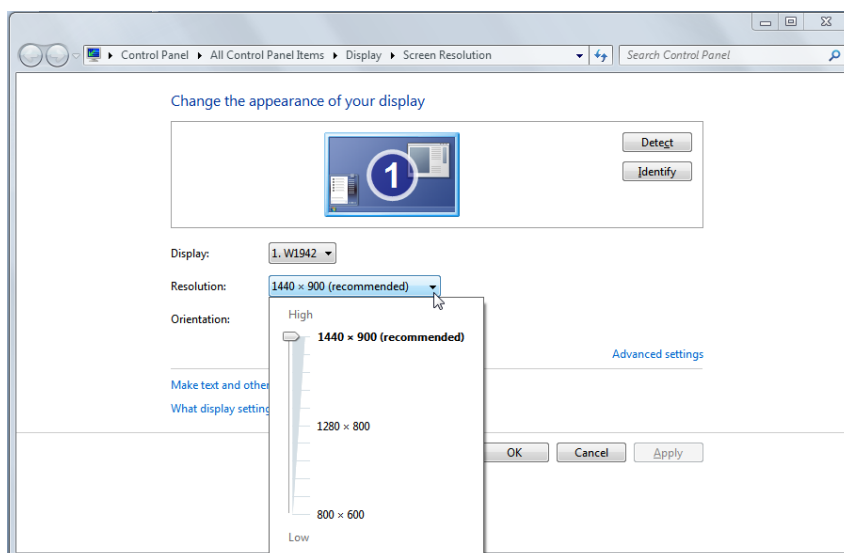 Control Panel ▸ All Control Panel Items ▸ Display ▸ Screen Resolution
Search Control Panel
Change the appearance of your display
1
Detect
Identify
Display: 1. W1942
Resolution: 1440 × 900 (recommended)
Orientation:
High
1440 × 900 (recommended)
Advanced settings
Make text and other
What display setting
1280 × 800
OK Cancel Apply
800 × 600
Low